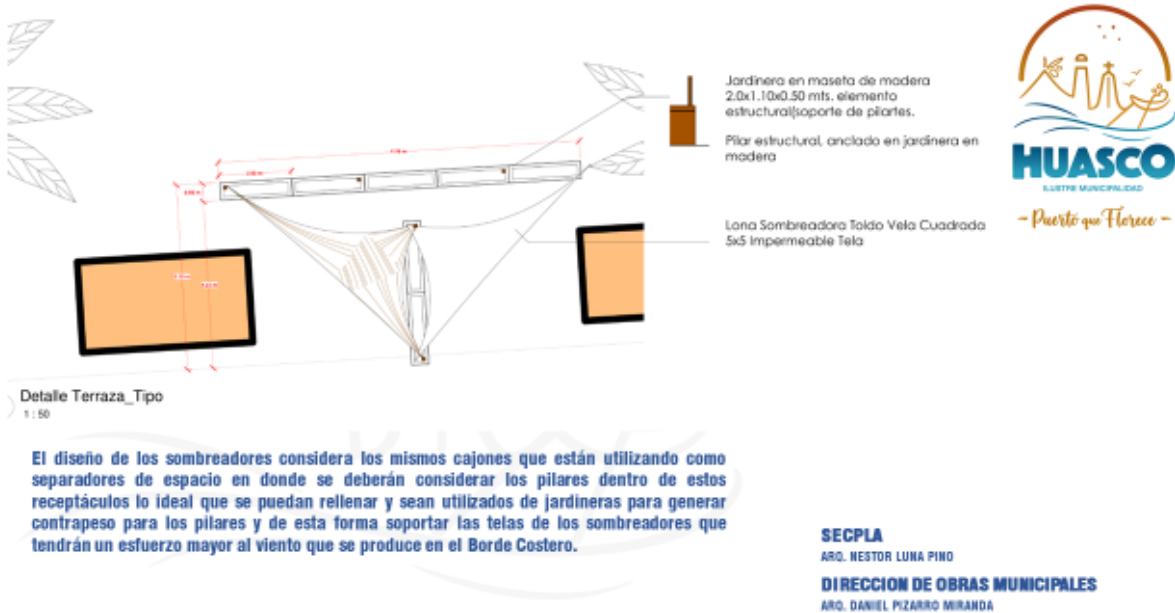 Jardinera en maseta de madera
2.0x1.10x0.50 mts. elemento
estructural|soporte de pilartes.
Pilar estructural, anclado en jardinera en
madera
Lona Sombreadora Toldo Vela Cuadrada
5x5 Impermeable Tela
HUASCO
ILUSTRE MUNICIPALIDAD
- Puerto que Florece -
Detalle Terraza_Tipo
1 : 50
El diseño de los sombreadores considera los mismos cajones que están utilizando como
separadores de espacio en donde se deberán considerar los pilares dentro de estos
receptáculos lo ideal que se puedan rellenar y sean utilizados de jardineras para generar
contrapeso para los pilares y de esta forma soportar las telas de los sombreadores que
tendrán un esfuerzo mayor al viento que se produce en el Borde Costero.
SECPLA
ARQ. NESTOR LUNA PINO
DIRECCION DE OBRAS MUNICIPALES
ARQ. DANIEL PIZARRO MIRANDA